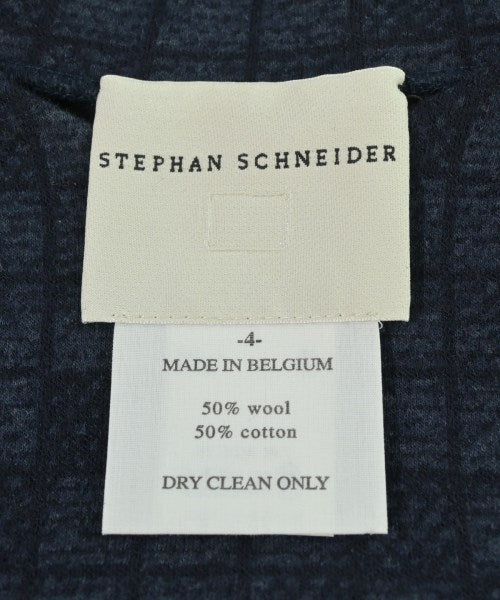 STEPHAN SCHNEIDER
-4-
MADE IN BELGIUM
50% wool
50% cotton
DRY CLEAN ONLY